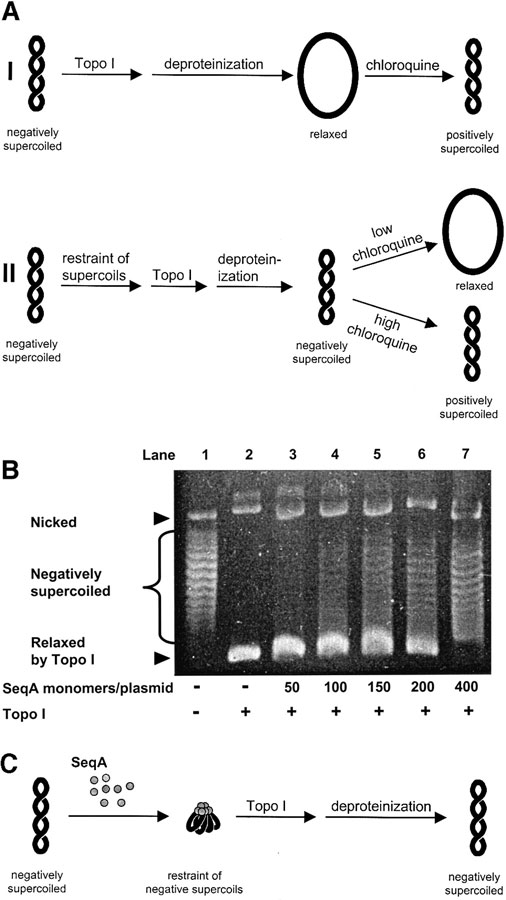 A
I
Topo I
deproteinization
chloroquine
negatively
supercoiled
relaxed
positively
supercoiled
II
restraint of
supercoils
Topo I
deprotein-
ization
low
chloroquine
high
chloroquine
negatively
supercoiled
negatively
supercoiled
relaxed
positively
supercoiled
B
Lane 1 2 3 4 5 6 7
Nicked
Negatively
supercoiled
Relaxed
by Topo I
SeqA monomers/plasmid - - 50 100 150 200 400
Topo I - + + + + + +
C
SeqA
Topo I
deproteinization
negatively
supercoiled
restraint of
negative supercoils
negatively
supercoiled